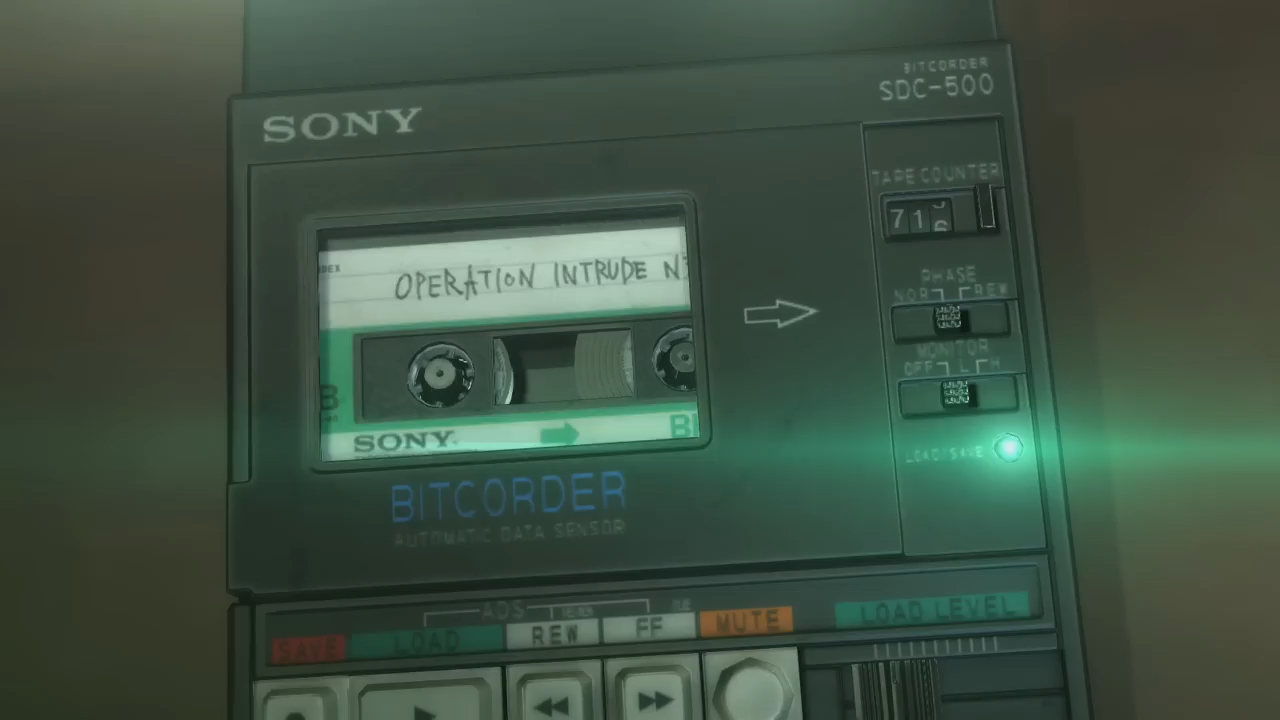 SONY
BITCORDER
SDC-500
TAPE COUNTER
71
PHASE
NOR REW
MONITOR
OFF L H
LOAD/SAVE
OPERATION INTRUDE N
B
SONY
BITCORDER
AUTOMATIC DATA SENSOR
ADS
SAVE LOAD REW FF MUTE LOAD LEVEL